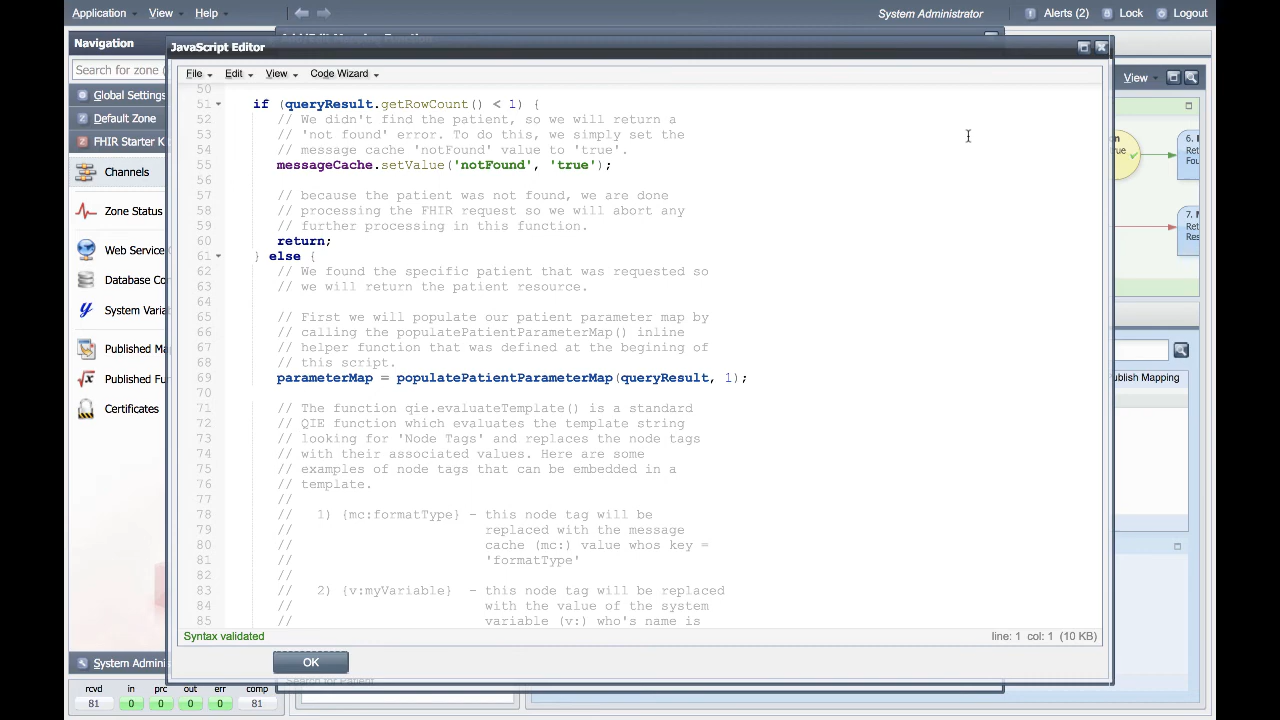 Application View Help System Administrator Alerts (2) Lock Logout
Navigation
JavaScript Editor
Search for zone
File Edit View Code Wizard
View
Global Settings
Default Zone
FHIR Starter K
Channels
Zone Status
Web Service
Database Co
System Varia
Published Ma
Published Fu
Certificates
50
51 if (queryResult.getRowCount() < 1) {
52 // We didn't find the patient, so we will return a
53 // 'not found' error. To do this, we simply set the
54 // message cache 'notFound' value to 'true'.
55 messageCache.setValue('notFound', 'true');
56
57 // because the patient was not found, we are done
58 // processing the FHIR request so we will abort any
59 // further processing in this function.
60 return;
61 } else {
62 // We found the specific patient that was requested so
63 // we will return the patient resource.
64
65 // First we will populate our patient parameter map by
66 // calling the populatePatientParameterMap() inline
67 // helper function that was defined at the begining of
68 // this script.
69 parameterMap = populatePatientParameterMap(queryResult, 1);
70
71 // The function qie.evaluateTemplate() is a standard
72 // QIE function which evaluates the template string
73 // looking for 'Node Tags' and replaces the node tags
74 // with their associated values. Here are some
75 // examples of node tags that can be embedded in a
76 // template.
77 //
78 // 1) {mc:formatType} - this node tag will be
79 // replaced with the message
80 // cache (mc:) value whos key =
81 // 'formatType'
82 //
83 // 2) {v:myVariable} - this node tag will be replaced
84 // with the value of the system
85 // variable (v:) who's name is
Syntax validated line: 1 col: 1 (10 KB)
OK
on
rue
6.
Ret
Fou
7. M
Ret
Res
ublish Mapping
System Admini
rcvd in prc out err comp
81 0 0 0 0 81